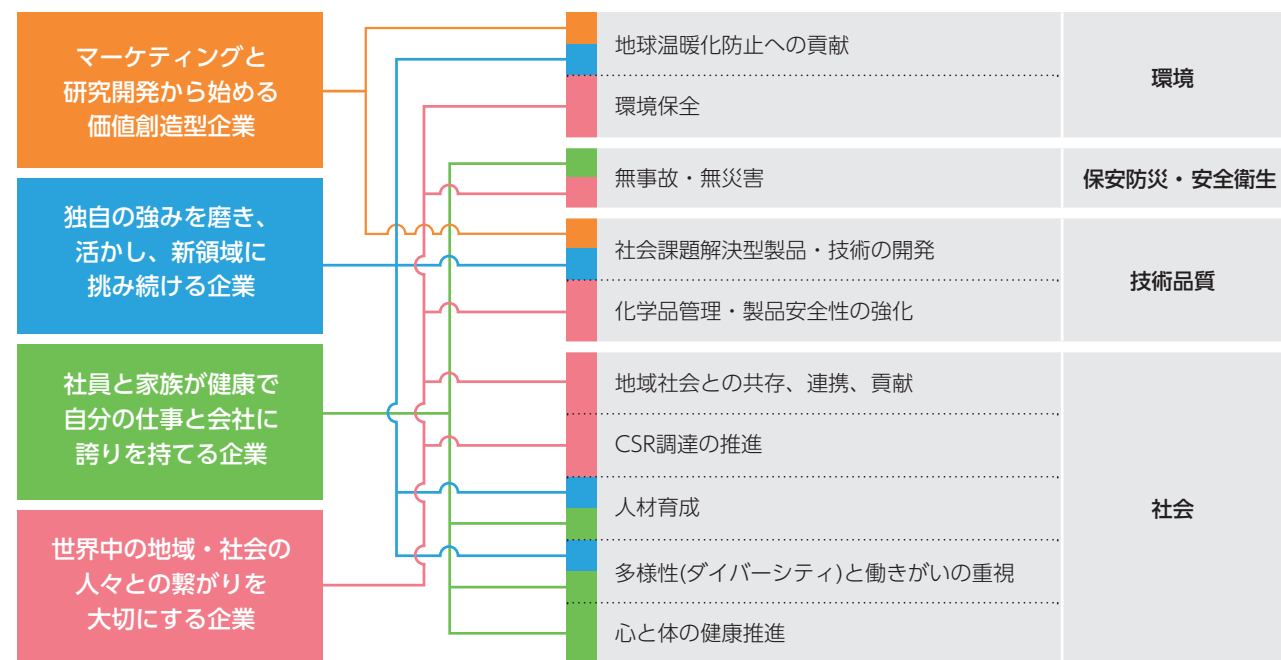 マーケティングと
研究開発から始める
価値創造型企業
独自の強みを磨き、
活かし、新領域に
挑み続ける企業
社員と家族が健康で
自分の仕事と会社に
誇りを持てる企業
世界中の地域・社会の
人々との繋がりを
大切にする企業
地球温暖化防止への貢献
環境保全
環境
無事故・無災害
保安防災・安全衛生
社会課題解決型製品・技術の開発
化学品管理・製品安全性の強化
技術品質
地域社会との共存、連携、貢献
CSR調達の推進
人材育成
多様性(ダイバーシティ)と働きがいの重視
心と体の健康推進
社会